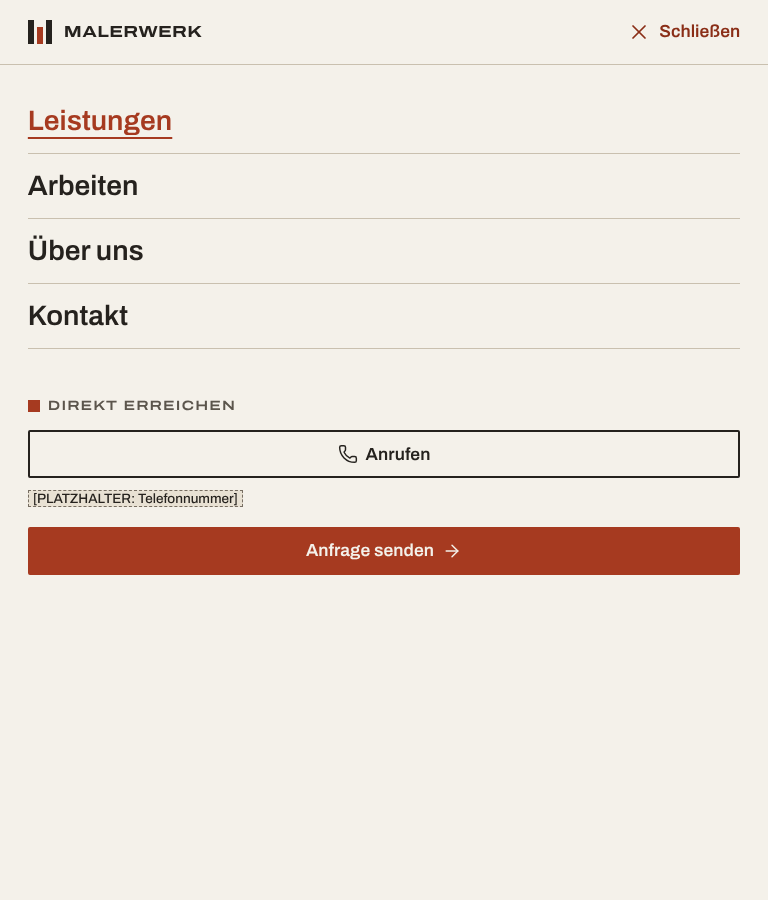 MALERWERK
Schließen
Leistungen
Arbeiten
Über uns
Kontakt
DIREKT ERREICHEN
Anrufen
[PLATZHALTER: Telefonnummer]
Anfrage senden